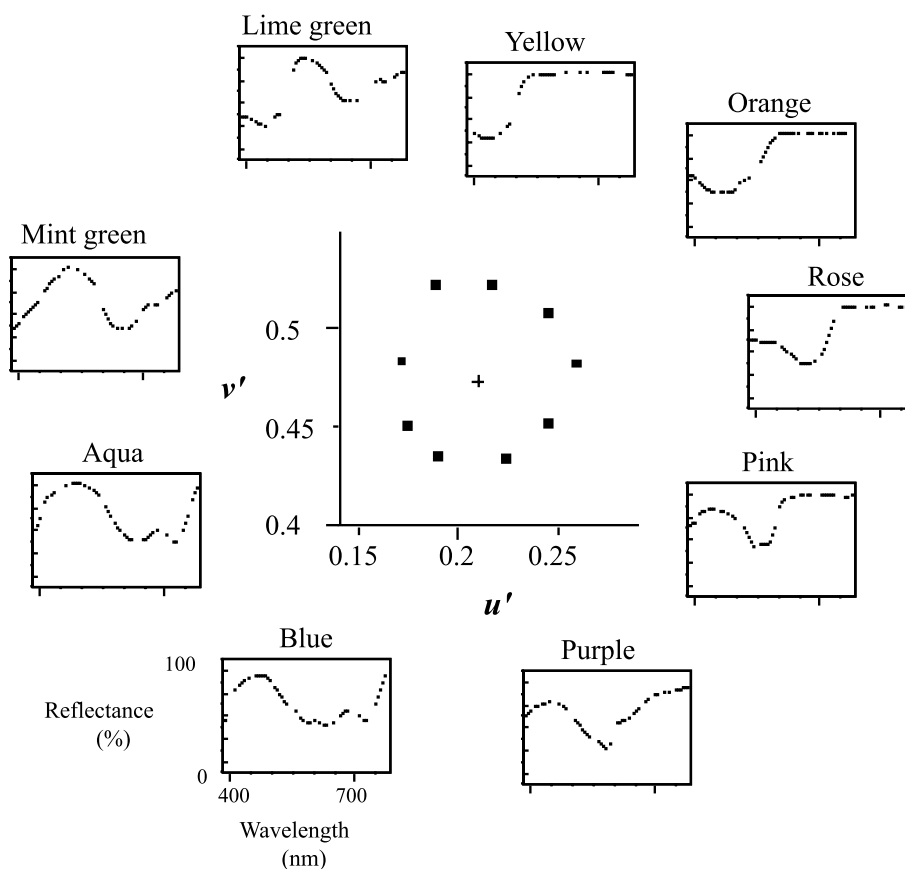 Lime green
Yellow
Orange
Mint green
Rose
0.5
v'
0.45
Aqua
Pink
0.4
0.15
0.2
0.25
u'
Blue
Purple
100
Reflectance
(%)
0
400
700
Wavelength
(nm)